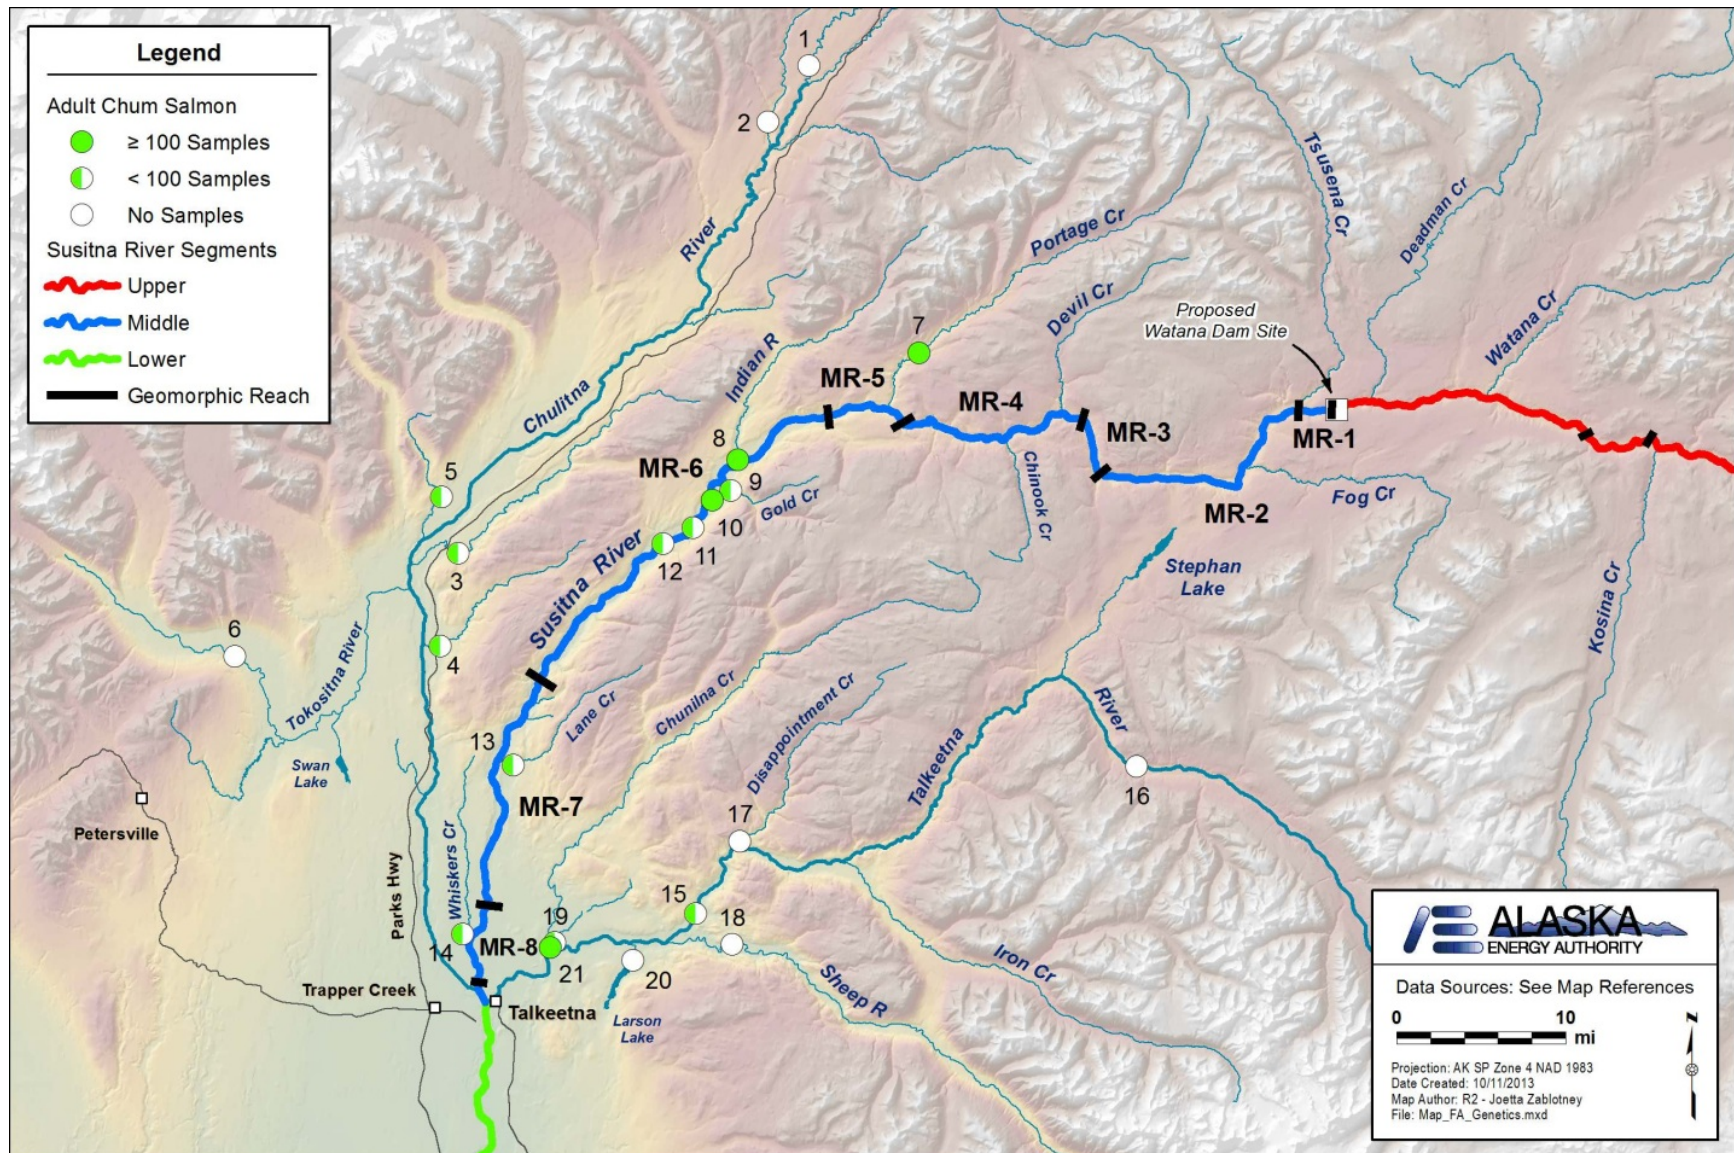 Legend
Adult Chum Salmon
≥ 100 Samples
< 100 Samples
No Samples
Susitna River Segments
Upper
Middle
Lower
Geomorphic Reach
1
2
River
Tsusena Cr
Deadman Cr
Portage Cr
Devil Cr
Proposed
Watana Dam Site
Watana Cr
7
Indian R
MR-5
MR-4
Chulitna
MR-3
MR-1
8
MR-6
9
Gold Cr
5
10
Chinook Cr
Fog Cr
MR-2
11
12
3
Susitna River
Stephan
Lake
Kosina Cr
6
4
Tokositna River
Lane Cr
Chunilna Cr
Disappointment Cr
River
13
Swan
Lake
Talkeetna
16
MR-7
Petersville
17
Whiskers Cr
Parks Hwy
15
18
19
14
MR-8
21
20
Iron Cr
Sheep R
Trapper Creek
Talkeetna
Larson
Lake
ALASKA
ENERGY AUTHORITY
Data Sources: See Map References
0 10
mi
N
Projection: AK SP Zone 4 NAD 1983
Date Created: 10/11/2013
Map Author: R2 - Joetta Zablotney
File: Map_FA_Genetics.mxd